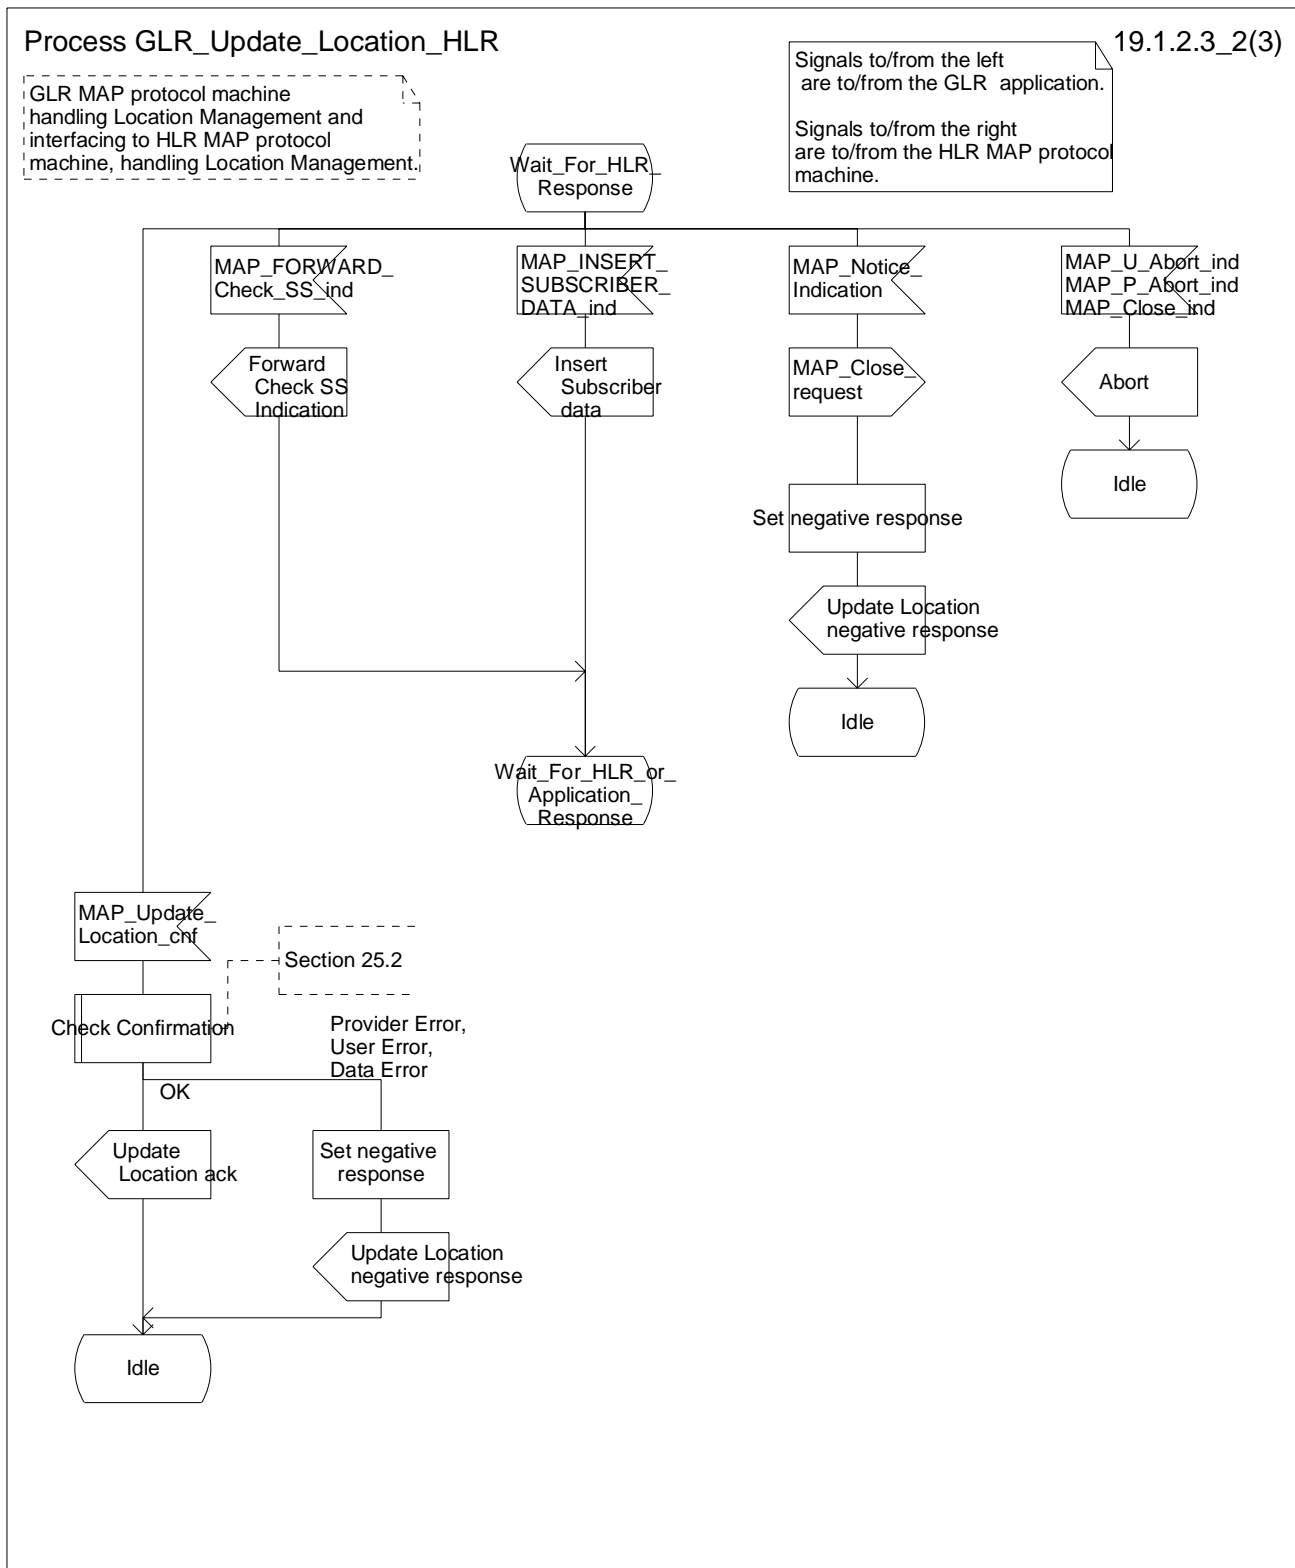 Process GLR_Update_Location_HLR
19.1.2.3_2(3)
GLR MAP protocol machine
handling Location Management and
interfacing to HLR MAP protocol
machine, handling Location Management.
Signals to/from the left
are to/from the GLR application.
Signals to/from the right
are to/from the HLR MAP protocol
machine.
Wait_For_HLR_
Response
MAP_FORWARD_
Check_SS_ind
MAP_INSERT_
SUBSCRIBER_
DATA_ind
MAP_Notice_
Indication
MAP_U_Abort_ind
MAP_P_Abort_ind
MAP_Close_ind
Forward
Check SS
Indication
Insert
Subscriber
data
MAP_Close_
request
Abort
Idle
Set negative response
Update Location
negative response
Idle
Wait_For_HLR_or_
Application_
Response
MAP_Update_
Location_cnf
Section 25.2
Check Confirmation
Provider Error,
User Error,
Data Error
OK
Update
Location ack
Set negative
response
Update Location
negative response
Idle